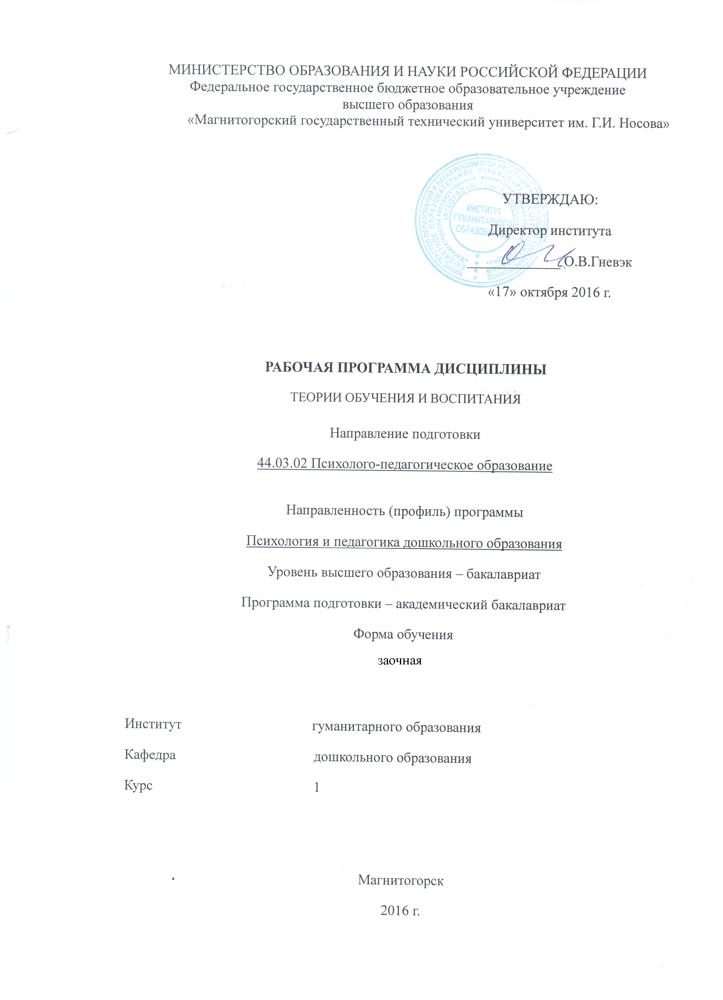 МИНИСТЕРСТВО ОБРАЗОВАНИЯ И НАУКИ РОССИЙСКОЙ ФЕДЕРАЦИИ
Федеральное государственное бюджетное образовательное учреждение
высшего образования
«Магнитогорский государственный технический университет им. Г.И. Носова»
ИНСТИТУТ
ГУМАНИТАРНОГО
ОБРАЗОВАНИЯ
УТВЕРЖДАЮ:
Директор института
О.В.Гневэк
«17» октября 2016 г.
РАБОЧАЯ ПРОГРАММА ДИСЦИПЛИНЫ
ТЕОРИИ ОБУЧЕНИЯ И ВОСПИТАНИЯ
Направление подготовки
44.03.02 Психолого-педагогическое образование
Направленность (профиль) программы
Психология и педагогика дошкольного образования
Уровень высшего образования – бакалавриат
Программа подготовки – академический бакалавриат
Форма обучения
заочная
Институт гуманитарного образования
Кафедра дошкольного образования
Курс 1
Магнитогорск
2016 г.